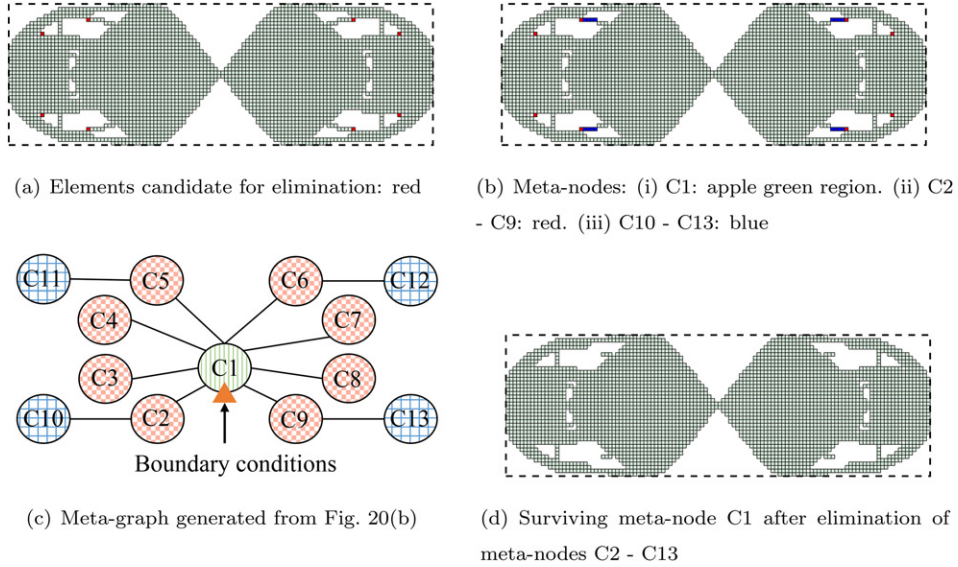 (a) Elements candidate for elimination: red
(b) Meta-nodes: (i) C1: apple green region. (ii) C2
- C9: red. (iii) C10 - C13: blue
C11
C5
C6
C12
C4
C7
C1
C3
C8
C10
C2
C9
C13
Boundary conditions
(c) Meta-graph generated from Fig. 20(b)
(d) Surviving meta-node C1 after elimination of
meta-nodes C2 - C13